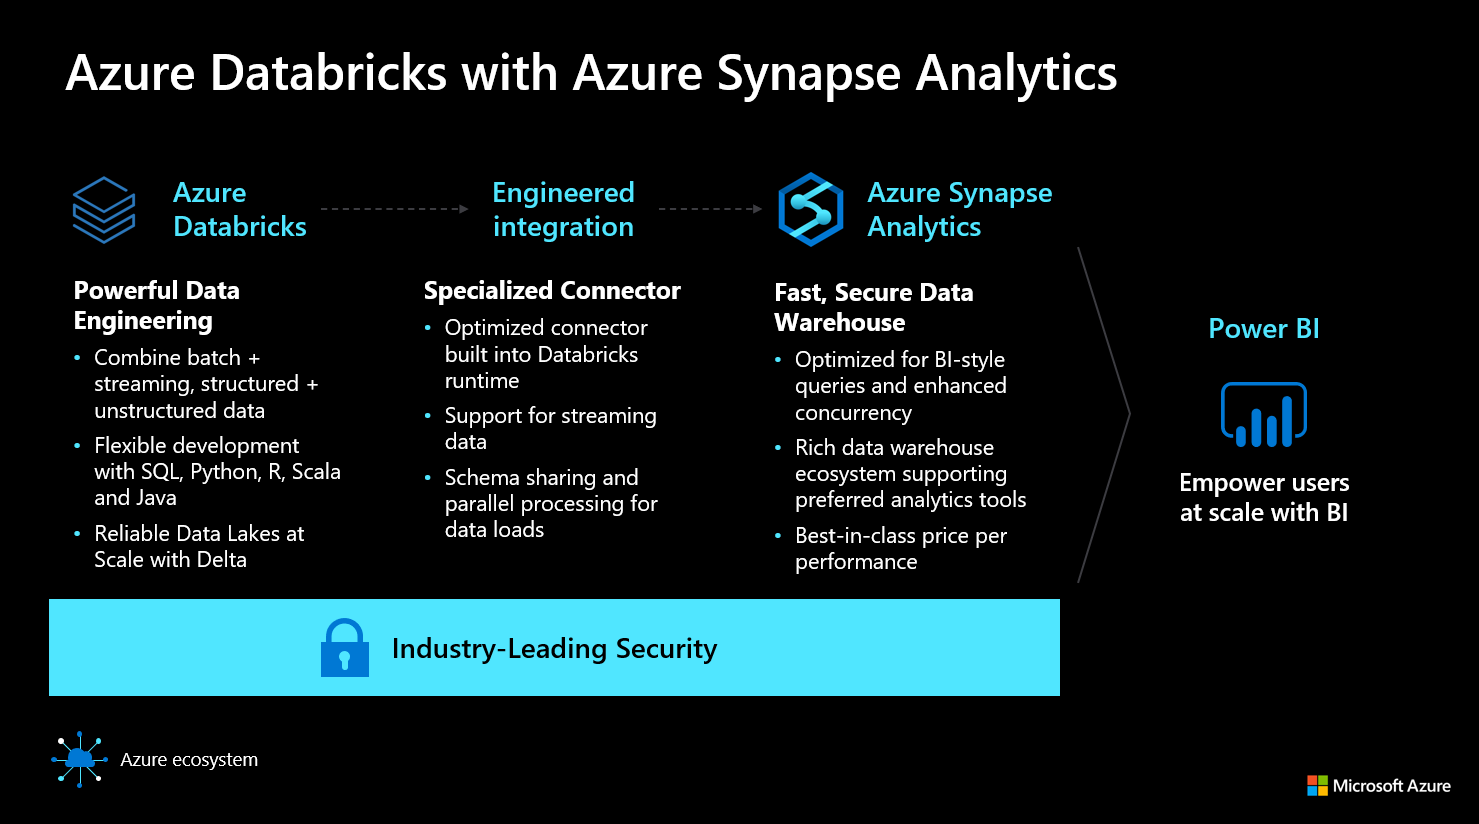 Azure Databricks with Azure Synapse Analytics
Azure
Databricks
Engineered
integration
Azure Synapse
Analytics
Powerful Data
Engineering
• Combine batch +
streaming, structured +
unstructured data
• Flexible development
with SQL, Python, R, Scala
and Java
• Reliable Data Lakes at
Scale with Delta
Specialized Connector
• Optimized connector
built into Databricks
runtime
• Support for streaming
data
• Schema sharing and
parallel processing for
data loads
Fast, Secure Data
Warehouse
• Optimized for BI-style
queries and enhanced
concurrency
• Rich data warehouse
ecosystem supporting
preferred analytics tools
• Best-in-class price per
performance
Power BI
Empower users
at scale with BI
Industry-Leading Security
Azure ecosystem
Microsoft Azure